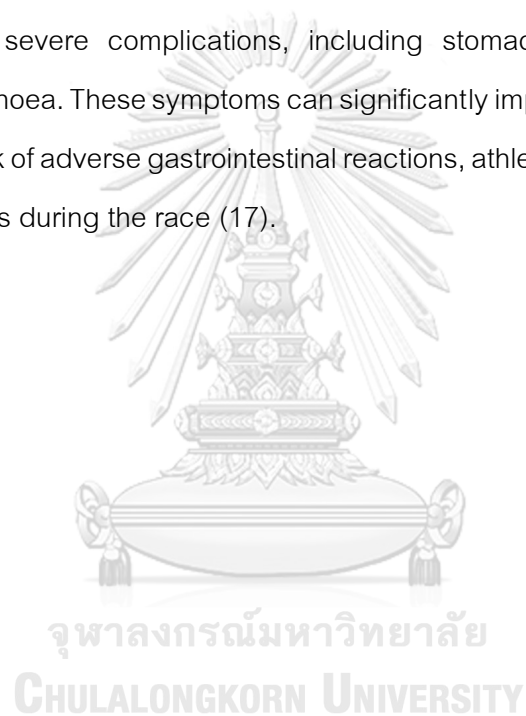 severe complications, including stomac
noea. These symptoms can significantly imp
k of adverse gastrointestinal reactions, athle
s during the race (17).
จุฬาลงกรณ์มหาวิทยาลัย
CHULALONGKORN UNIVERSITY